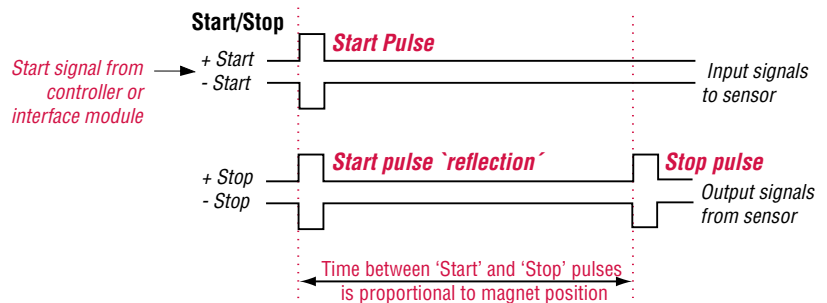 Start/Stop
+ Start
- Start
Start Pulse
Start signal from
controller or
interface module
Input signals
to sensor
+ Stop
- Stop
Start pulse `reflection´
Stop pulse
Output signals
from sensor
Time between ‘Start’ and ‘Stop’ pulses
is proportional to magnet position